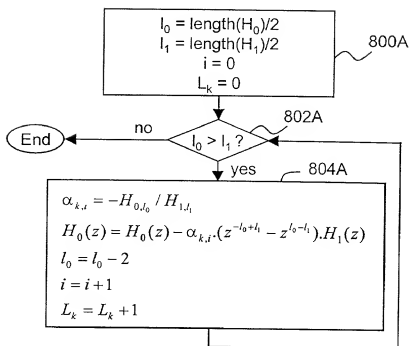 l₀ = length(H₀)/2
l₁ = length(H₁)/2
i = 0
Lₖ = 0
800A
802A
End
no
l₀ > l₁ ?
yes
804A
αₖ,ᵢ = −H₀,ₗ₀ / H₁,ₗ₁
H₀(z) = H₀(z) − αₖ,ᵢ.(z^{−l₀+l₁} − z^{l₀−l₁}).H₁(z)
l₀ = l₀ − 2
i = i + 1
Lₖ = Lₖ + 1